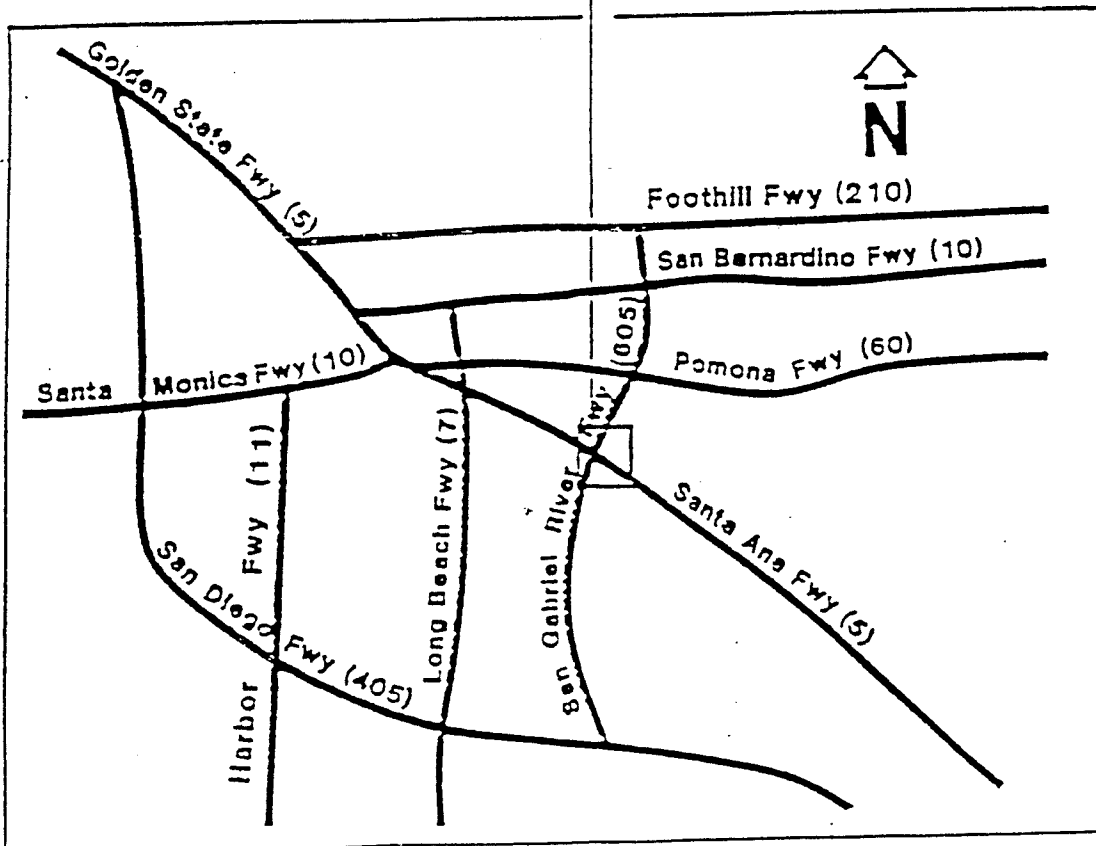 Golden State Fwy (5)
N
Foothill Fwy (210)
San Bernardino Fwy (10)
Pomona Fwy (60)
Santa Monica Fwy (10)
San Gabriel River Fwy (605)
Harbor Fwy (11)
Long Beach Fwy (7)
Santa Ana Fwy (5)
San Diego Fwy (405)